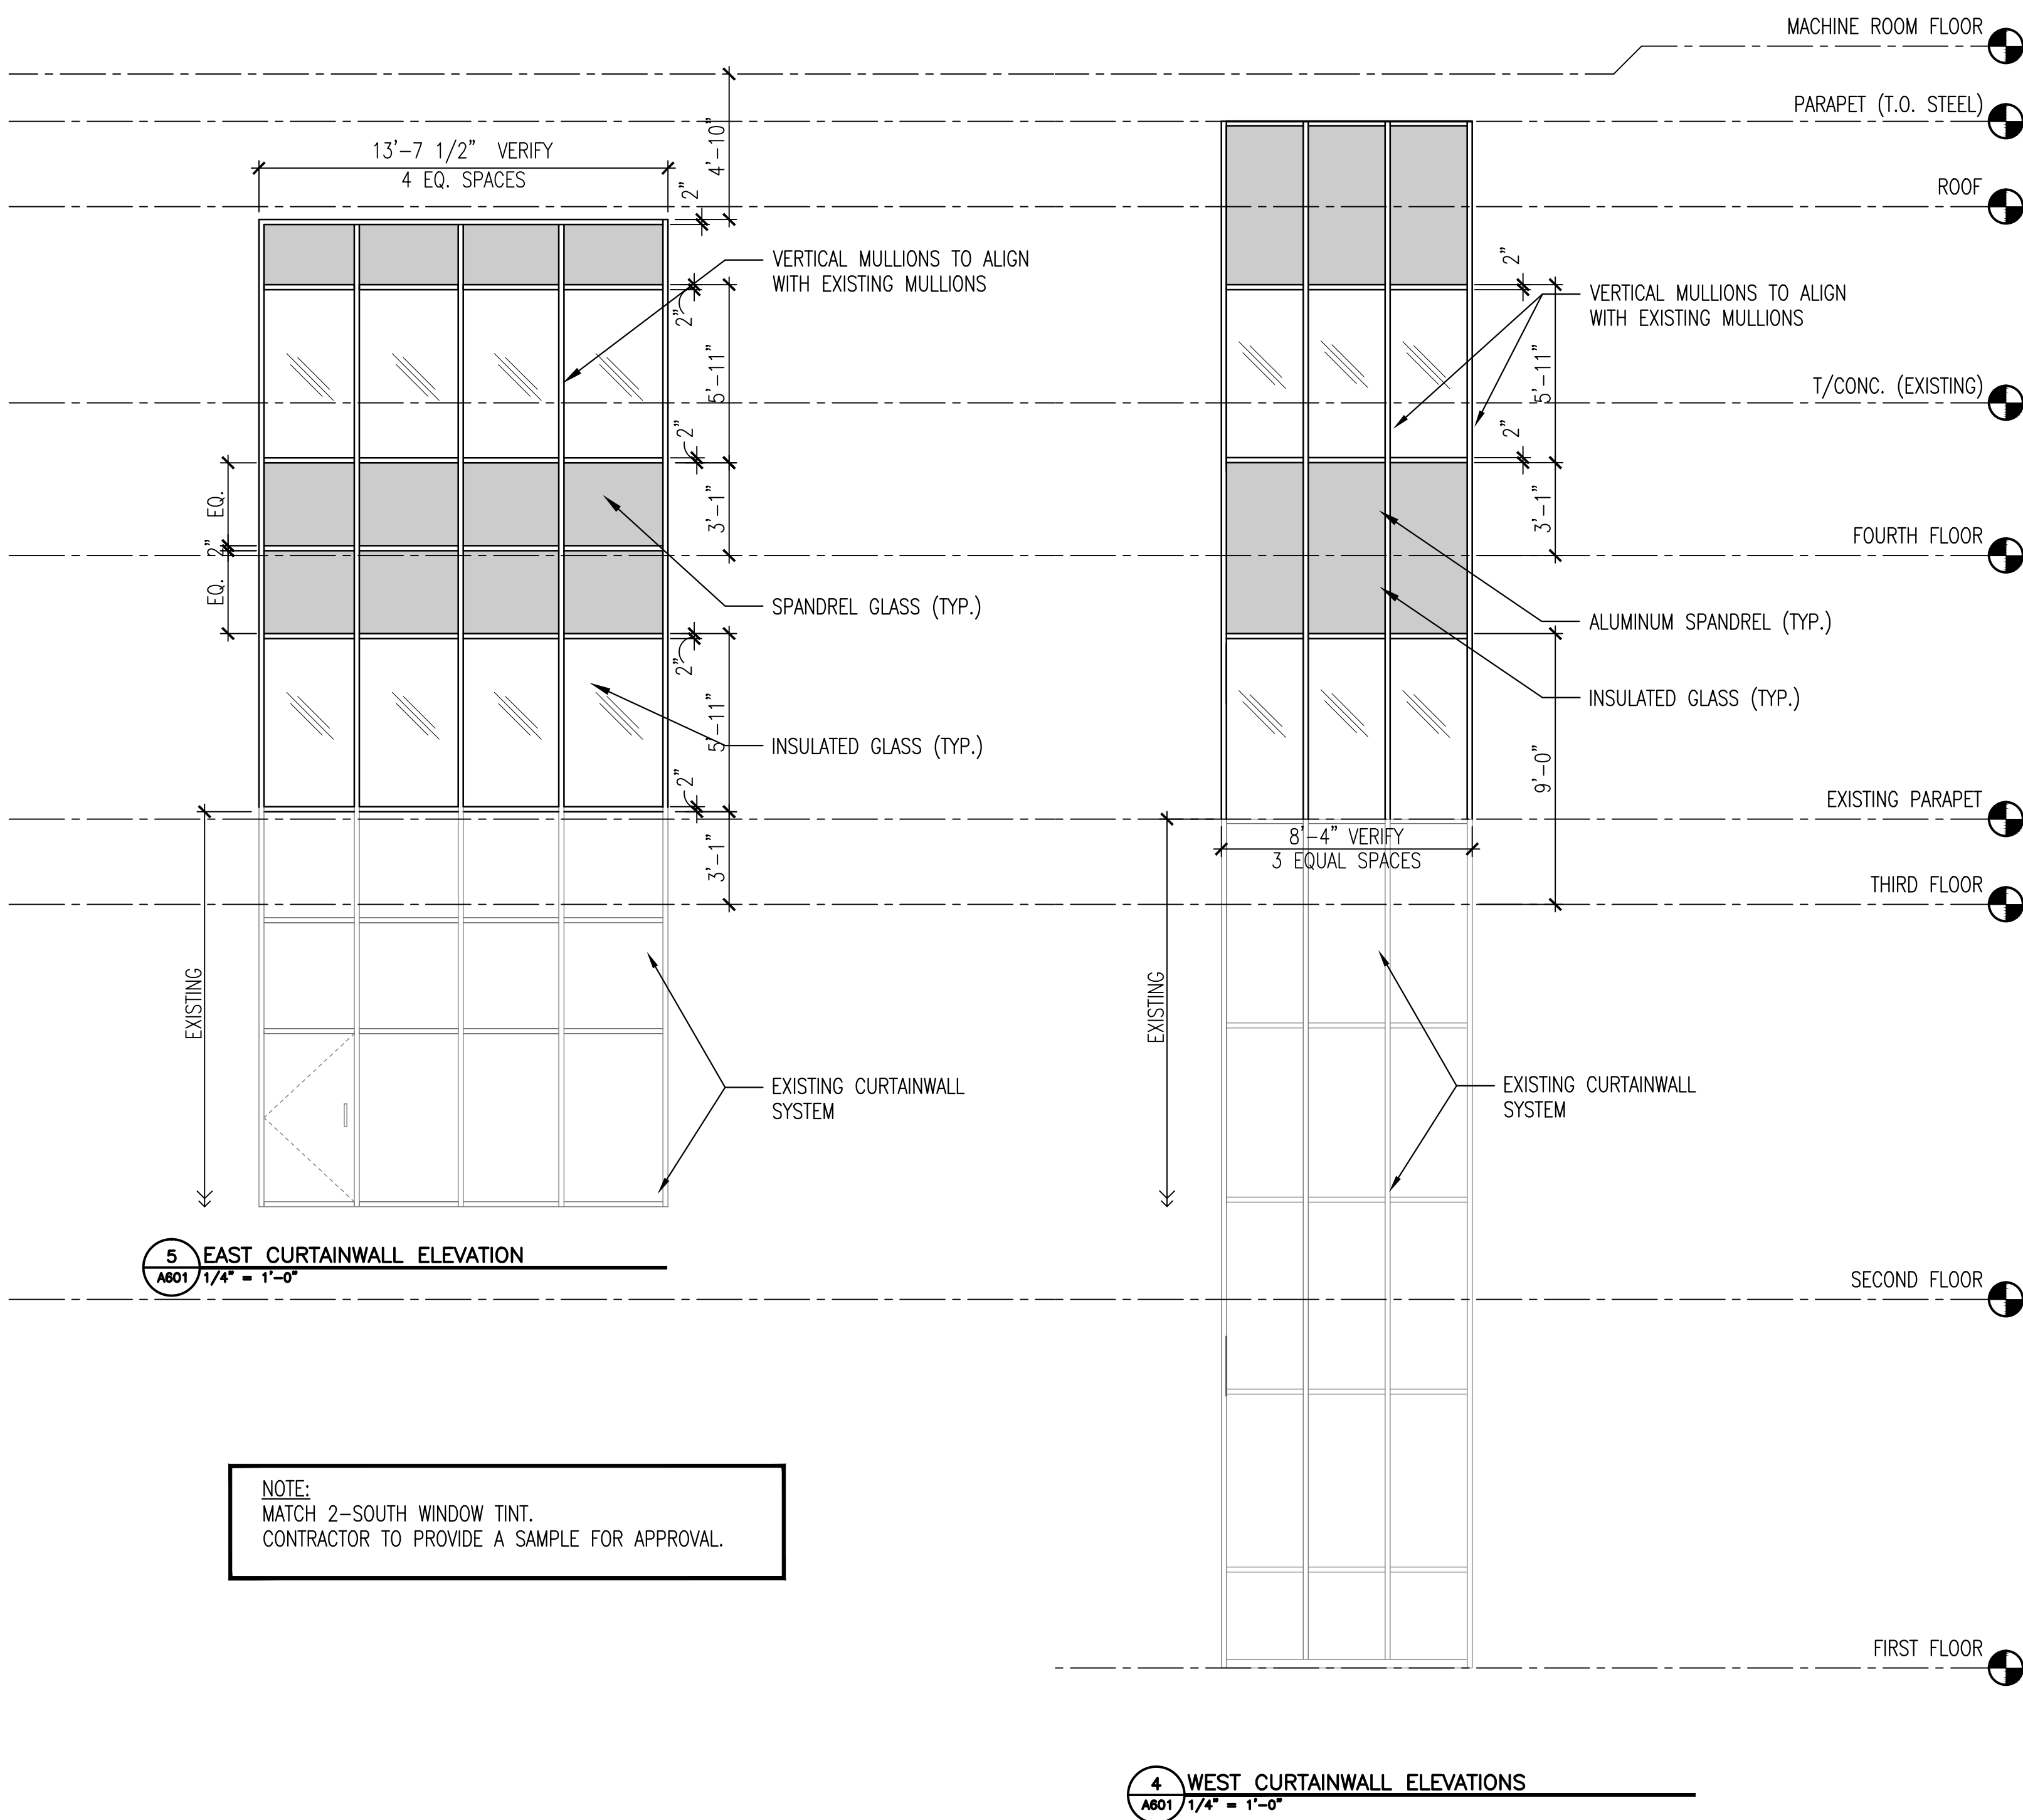 MACHINE ROOM FLOOR
PARAPET (T.O. STEEL)
ROOF
T/CONC. (EXISTING)
FOURTH FLOOR
EXISTING PARAPET
THIRD FLOOR
SECOND FLOOR
FIRST FLOOR
13'-7 1/2" VERIFY
4 EQ. SPACES
4'-10"
2"
2"
5'-11"
2"
3'-1"
2"
5'-11"
2"
3'-1"
EQ.
2"
EQ.
EXISTING
VERTICAL MULLIONS TO ALIGN
WITH EXISTING MULLIONS
SPANDREL GLASS (TYP.)
INSULATED GLASS (TYP.)
EXISTING CURTAINWALL
SYSTEM
5
A601
EAST CURTAINWALL ELEVATION
1/4" = 1'-0"
NOTE:
MATCH 2-SOUTH WINDOW TINT.
CONTRACTOR TO PROVIDE A SAMPLE FOR APPROVAL.
2"
VERTICAL MULLIONS TO ALIGN
WITH EXISTING MULLIONS
5'-11"
2"
3'-1"
ALUMINUM SPANDREL (TYP.)
INSULATED GLASS (TYP.)
9'-0"
8'-4" VERIFY
3 EQUAL SPACES
EXISTING
EXISTING CURTAINWALL
SYSTEM
4
A601
WEST CURTAINWALL ELEVATIONS
1/4" = 1'-0"